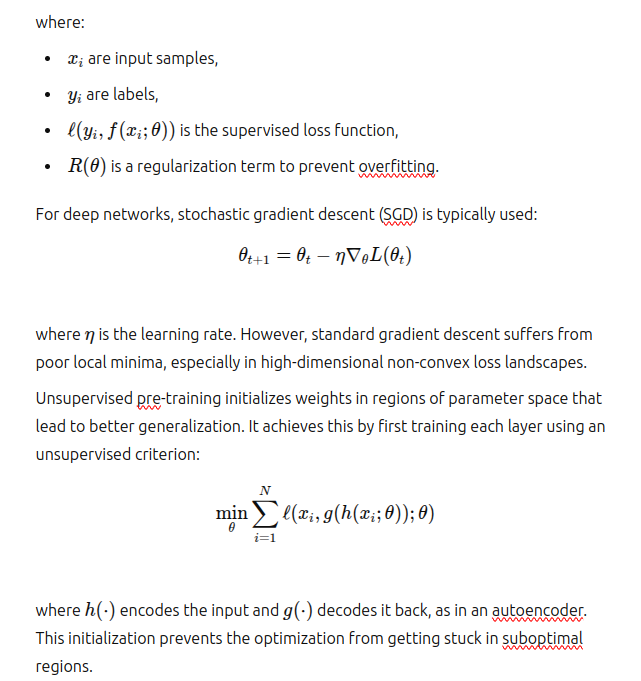 where:
• xᵢ are input samples,
• yᵢ are labels,
• ℓ(yᵢ, f(xᵢ; θ)) is the supervised loss function,
• R(θ) is a regularization term to prevent overfitting.
For deep networks, stochastic gradient descent (SGD) is typically used:
θₜ₊₁ = θₜ − η∇_θL(θₜ)
where η is the learning rate. However, standard gradient descent suffers from
poor local minima, especially in high-dimensional non-convex loss landscapes.
Unsupervised pre-training initializes weights in regions of parameter space that
lead to better generalization. It achieves this by first training each layer using an
unsupervised criterion:
min_θ ∑_{i=1}^{N} ℓ(xᵢ, g(h(xᵢ; θ)); θ)
where h(·) encodes the input and g(·) decodes it back, as in an autoencoder.
This initialization prevents the optimization from getting stuck in suboptimal
regions.